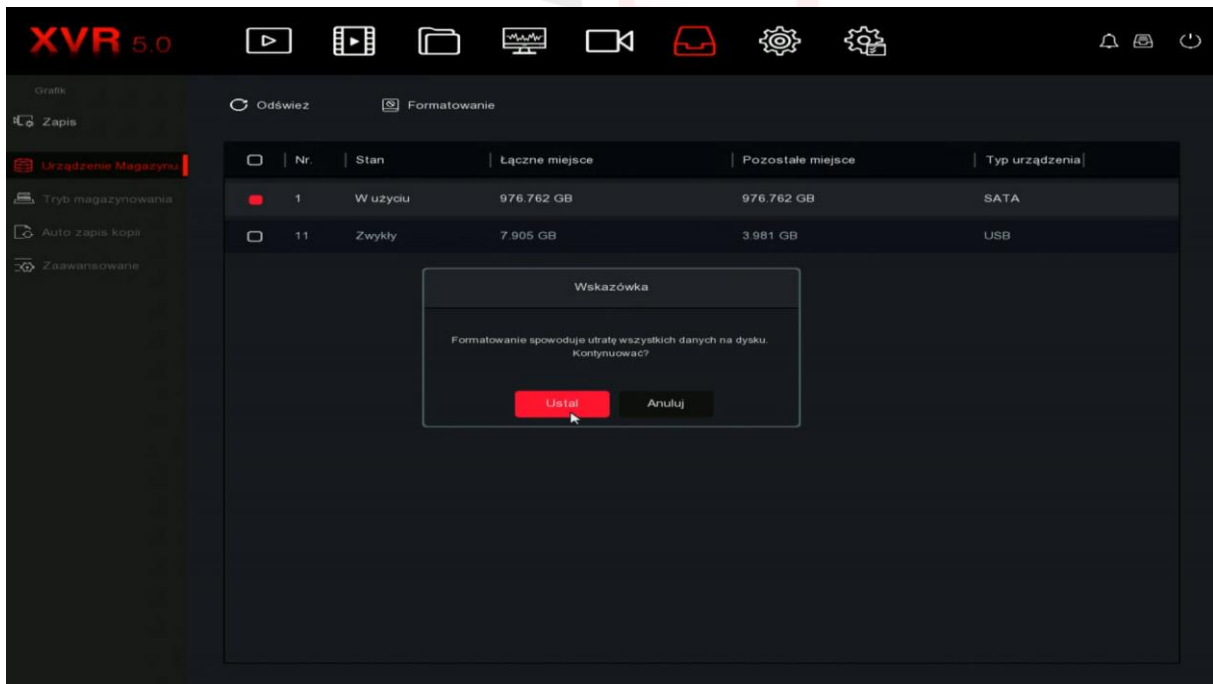 XVR 5.0
Grafik
Zapis
Urządzenie Magazynu
Tryb magazynowania
Auto zapis kopii
Zaawansowane
Odśwież Formatowanie
Nr. Stan Łączne miejsce Pozostałe miejsce Typ urządzenia
1 W użyciu 976.762 GB 976.762 GB SATA
11 Zwykły 7.905 GB 3.981 GB USB
Wskazówka
Formatowanie spowoduje utratę wszystkich danych na dysku.
Kontynuować?
Ustal Anuluj